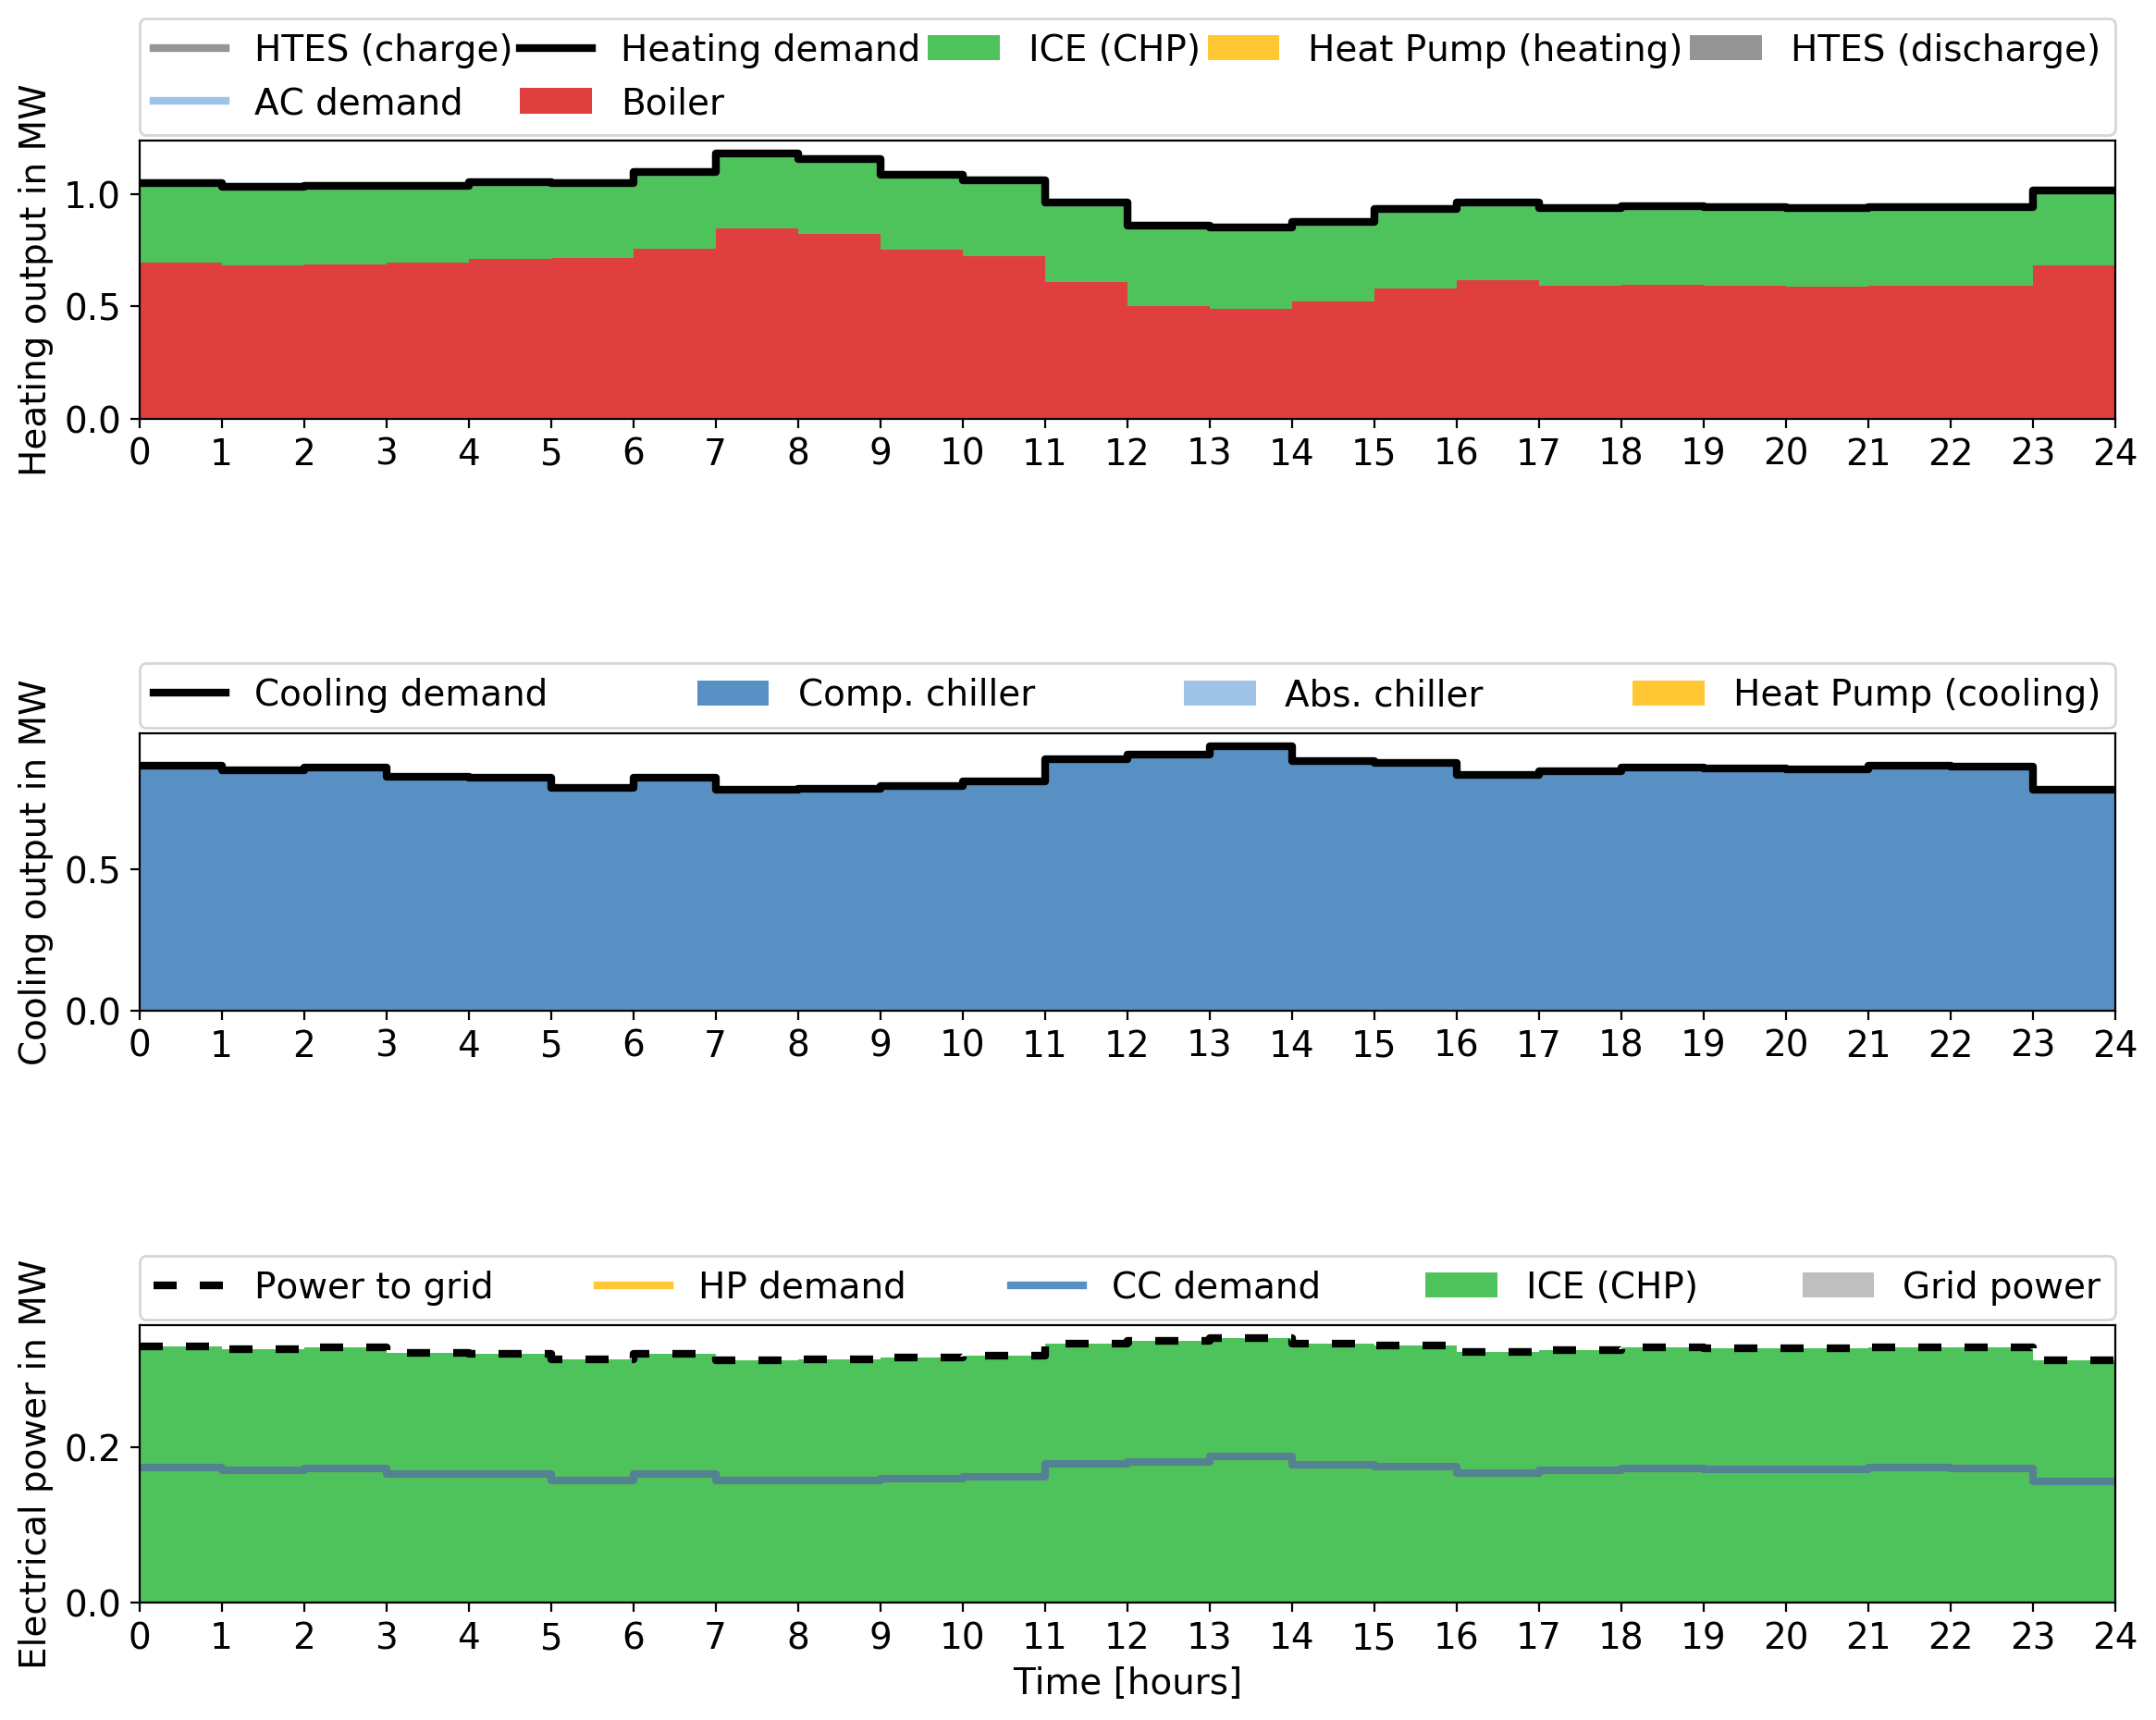 HTES (charge) Heating demand ICE (CHP) Heat Pump (heating) HTES (discharge)
AC demand Boiler
Heating output in MW
1.0
0.5
0.0
0 1 2 3 4 5 6 7 8 9 10 11 12 13 14 15 16 17 18 19 20 21 22 23 24
Cooling demand Comp. chiller Abs. chiller Heat Pump (cooling)
Cooling output in MW
0.5
0.0
0 1 2 3 4 5 6 7 8 9 10 11 12 13 14 15 16 17 18 19 20 21 22 23 24
Power to grid HP demand CC demand ICE (CHP) Grid power
Electrical power in MW
0.2
0.0
0 1 2 3 4 5 6 7 8 9 10 11 12 13 14 15 16 17 18 19 20 21 22 23 24
Time [hours]